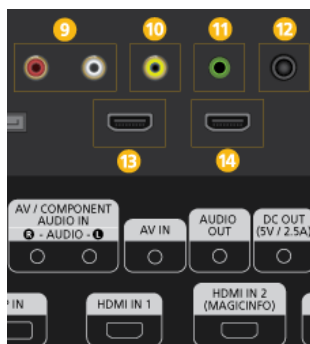 9 10 11 12
13 14
AV / COMPONENT
AUDIO IN
R - AUDIO - L
AV IN
AUDIO
OUT
DC OUT
(5V / 2.5A)
P IN
HDMI IN 1
HDMI IN 2
(MAGICINFO)